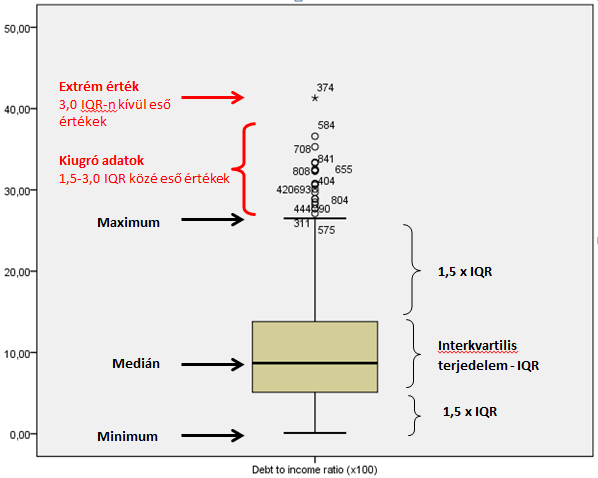 50,00
40,00
30,00
20,00
10,00
0,00
Extrém érték
3,0 IQR-n kívül eső
értékek
Kiugró adatok
1,5-3,0 IQR közé eső értékek
Maximum
Medián
Minimum
374
584
708
841
808
655
404
420693
804
444
390
311
575
1,5 x IQR
Interkvartilis
terjedelem - IQR
1,5 x IQR
Debt to income ratio (x100)